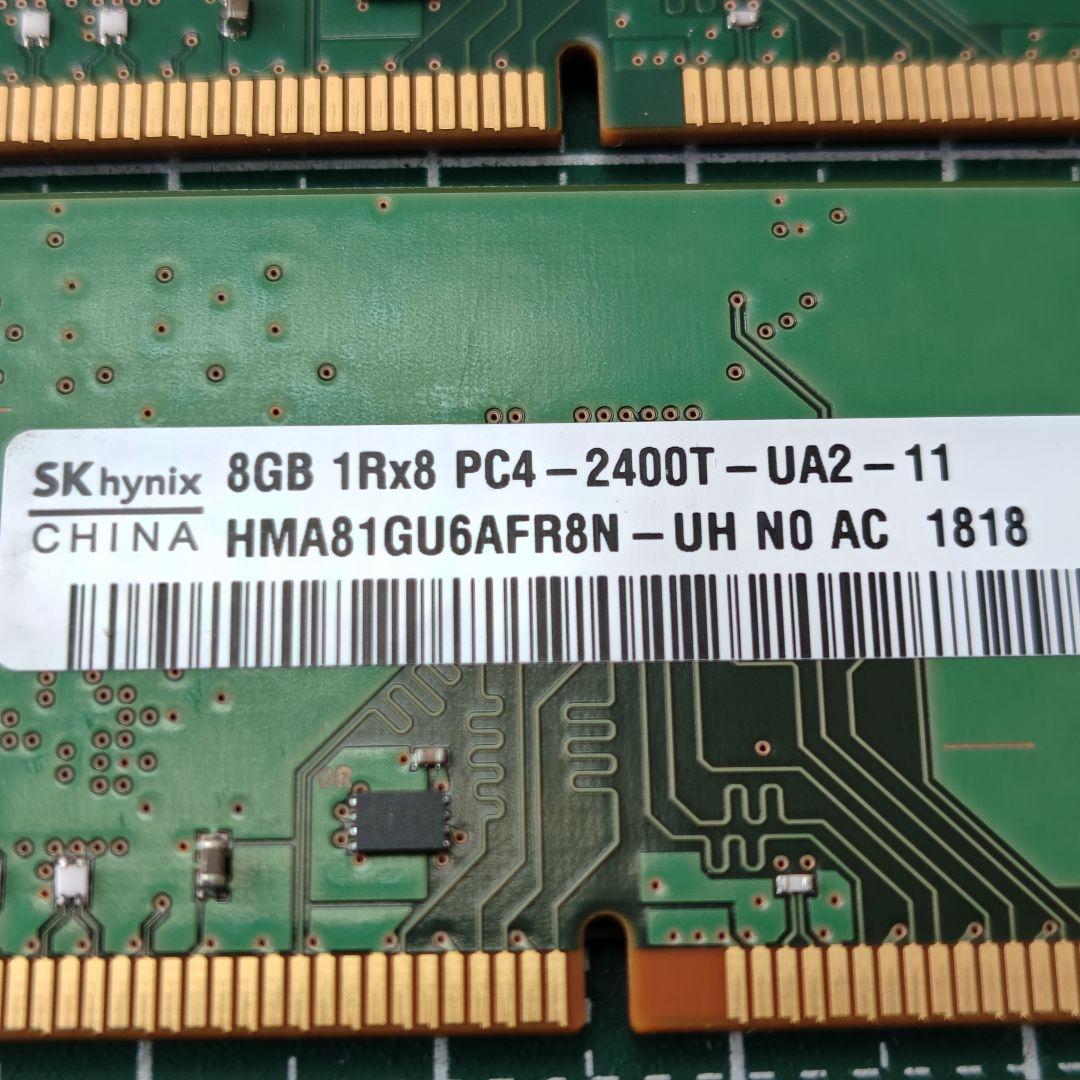 SK hynix 8GB 1Rx8 PC4-2400T-UA2-11
CHINA HMA81GU6AFR8N-UH N0 AC 1818